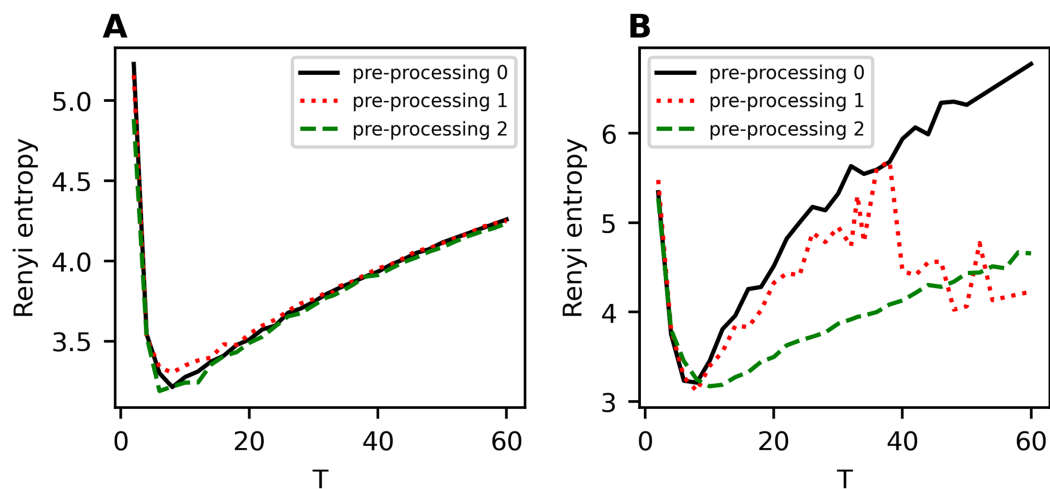 A
Renyi entropy
5.0
4.5
4.0
3.5
pre-processing 0
pre-processing 1
pre-processing 2
0
20
40
60
T
B
Renyi entropy
6
5
4
3
pre-processing 0
pre-processing 1
pre-processing 2
0
20
40
60
T